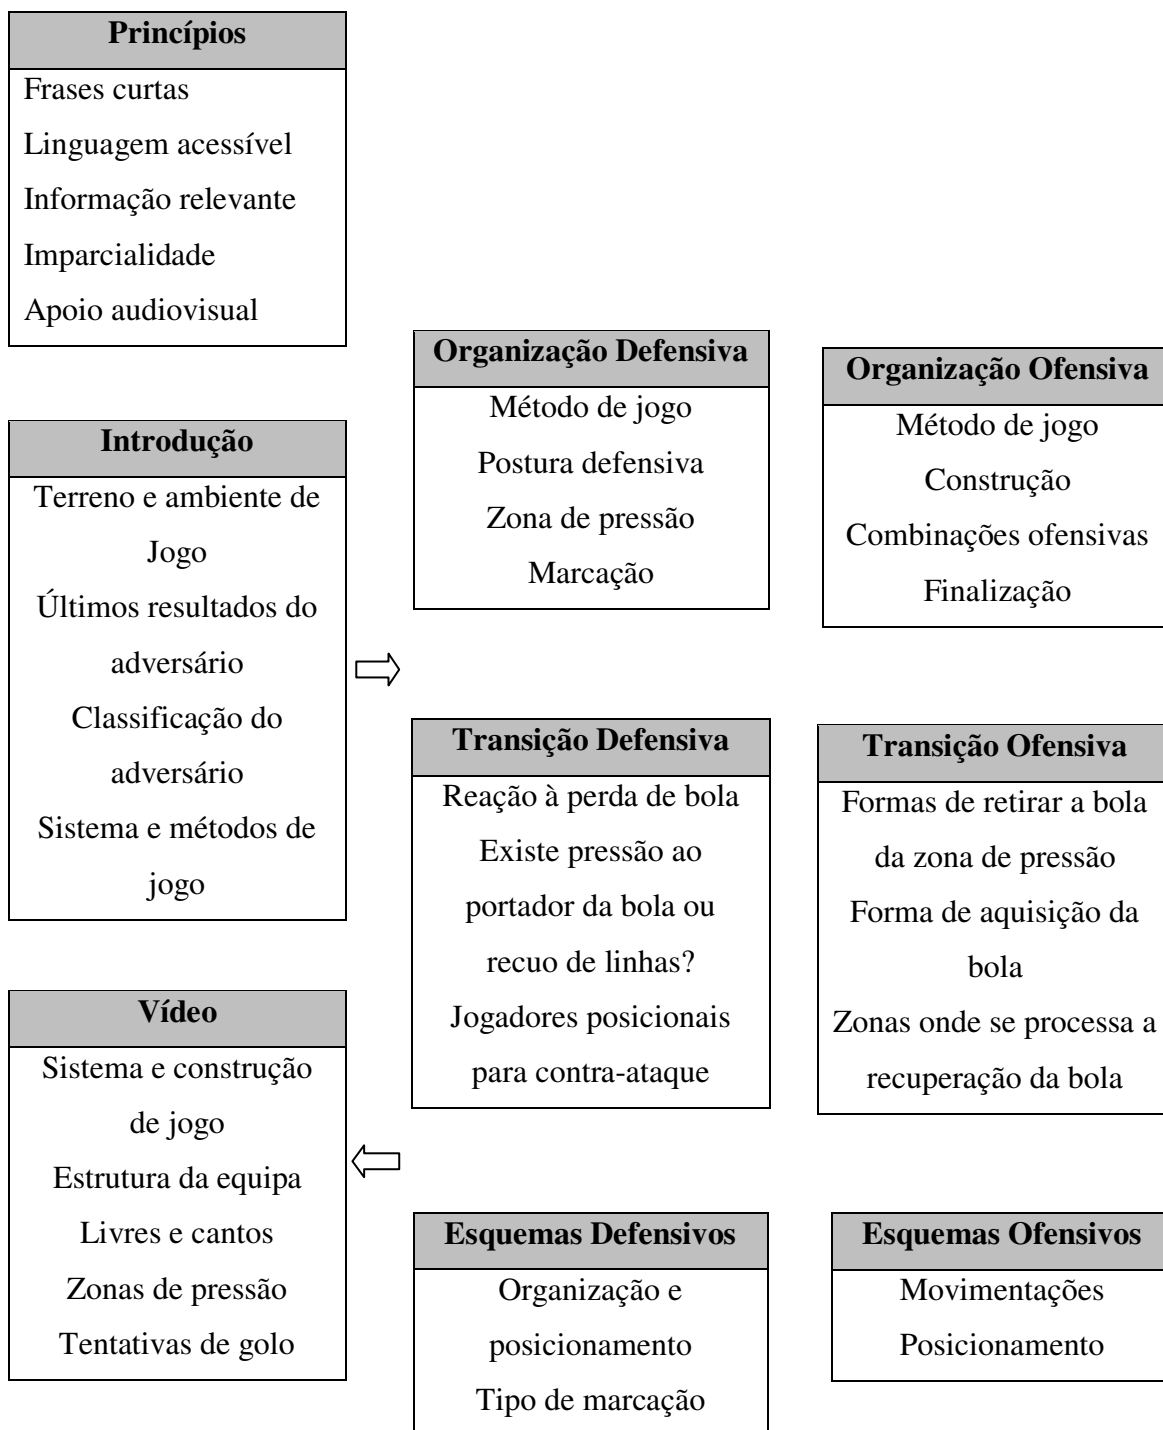 Princípios
Frases curtas
Linguagem acessível
Informação relevante
Imparcialidade
Apoio audiovisual
Introdução
Terreno e ambiente de
Jogo
Últimos resultados do
adversário
Classificação do
adversário
Sistema e métodos de
jogo
Vídeo
Sistema e construção
de jogo
Estrutura da equipa
Livres e cantos
Zonas de pressão
Tentativas de golo
Organização Defensiva
Método de jogo
Postura defensiva
Zona de pressão
Marcação
Organização Ofensiva
Método de jogo
Construção
Combinações ofensivas
Finalização
Transição Defensiva
Reação à perda de bola
Existe pressão ao
portador da bola ou
recuo de linhas?
Jogadores posicionais
para contra-ataque
Transição Ofensiva
Formas de retirar a bola
da zona de pressão
Forma de aquisição da
bola
Zonas onde se processa a
recuperação da bola
Esquemas Defensivos
Organização e
posicionamento
Tipo de marcação
Esquemas Ofensivos
Movimentações
Posicionamento